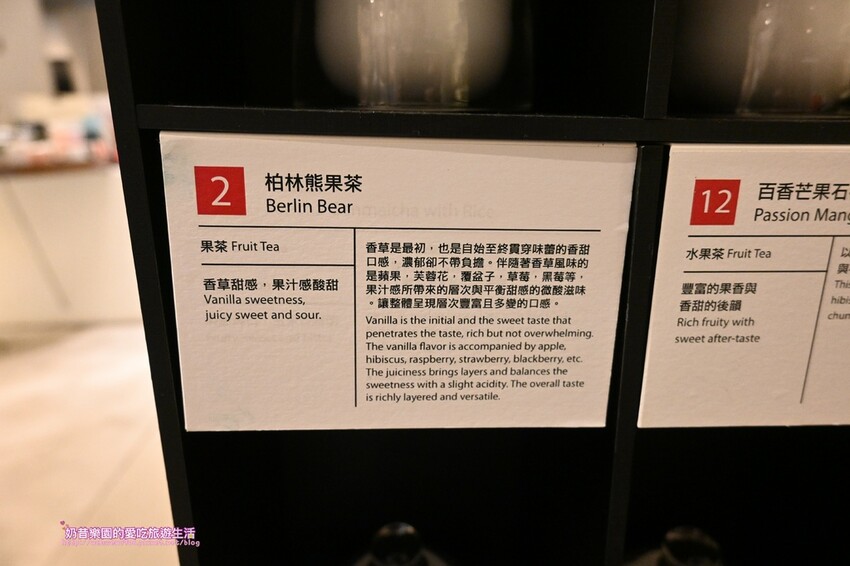 2
柏林熊果茶
Berlin Bear
果茶 Fruit Tea
香草甜感，果汁感酸甜
Vanilla sweetness,
juicy sweet and sour.
香草是最初，也是自始至終貫穿味蕾的香甜
口感，濃郁卻不帶負擔。伴隨著香草風味的
是蘋果，芙蓉花，覆盆子，草莓，黑莓等，
果汁感所帶來的層次與平衡甜感的微酸滋味
。讓整體呈現層次豐富且多變的口感。
Vanilla is the initial and the sweet taste that
penetrates the taste, rich but not overwhelming.
The vanilla flavor is accompanied by apple,
hibiscus, raspberry, strawberry, blackberry, etc.
The juiciness brings layers and balances the
sweetness with a slight acidity. The overall taste
is richly layered and versatile.
12
百香芒果石
Passion Mang
水果茶 Fruit Tea
豐富的果香與
香甜的後韻
Rich fruity with
sweet after-taste
以
與
This
hibi
chun
奶昔樂園的愛吃旅遊生活